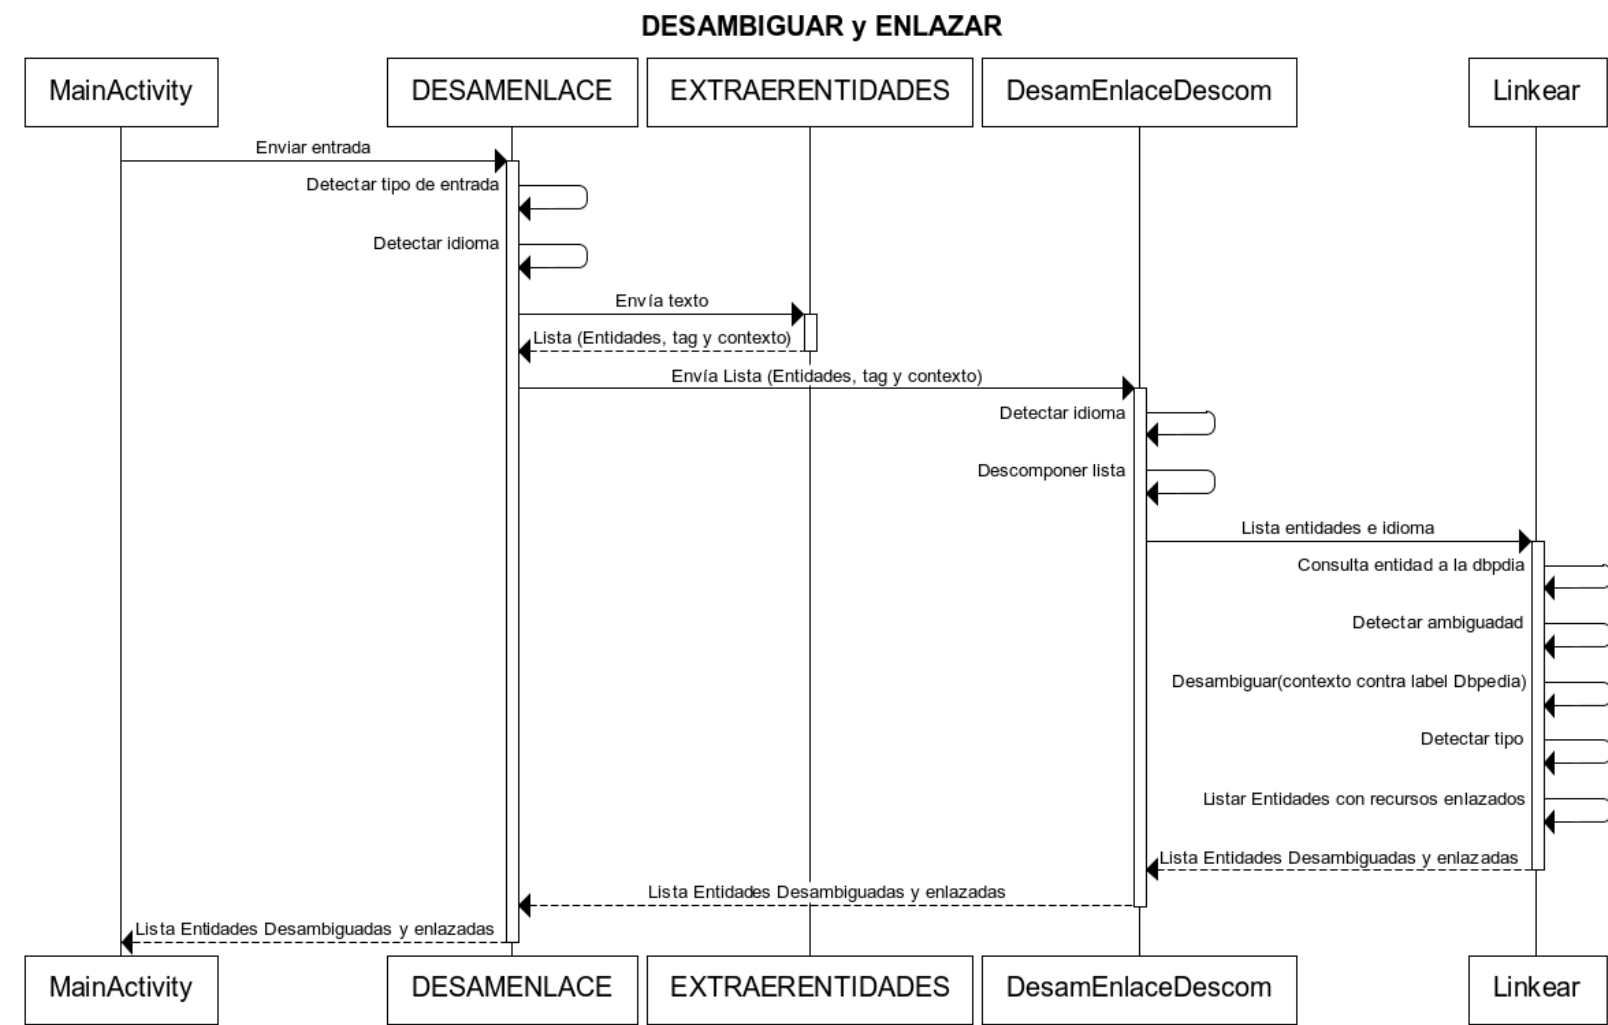 DESAMBIGUAR y ENLAZAR
MainActivity
DESAMENLACE
EXTRAERENTIDADES
DesamEnlaceDescom
Linkear
Enviar entrada
Detectar tipo de entrada
Detectar idioma
Envía texto
Lista (Entidades, tag y contexto)
Envía Lista (Entidades, tag y contexto)
Detectar idioma
Descomponer lista
Lista entidades e idioma
Consulta entidad a la dbpdia
Detectar ambiguadad
Desambiguar(contexto contra label Dbpedia)
Detectar tipo
Listar Entidades con recursos enlazados
Lista Entidades Desambiguadas y enlazadas
Lista Entidades Desambiguadas y enlazadas
Lista Entidades Desambiguadas y enlazadas
MainActivity
DESAMENLACE
EXTRAERENTIDADES
DesamEnlaceDescom
Linkear